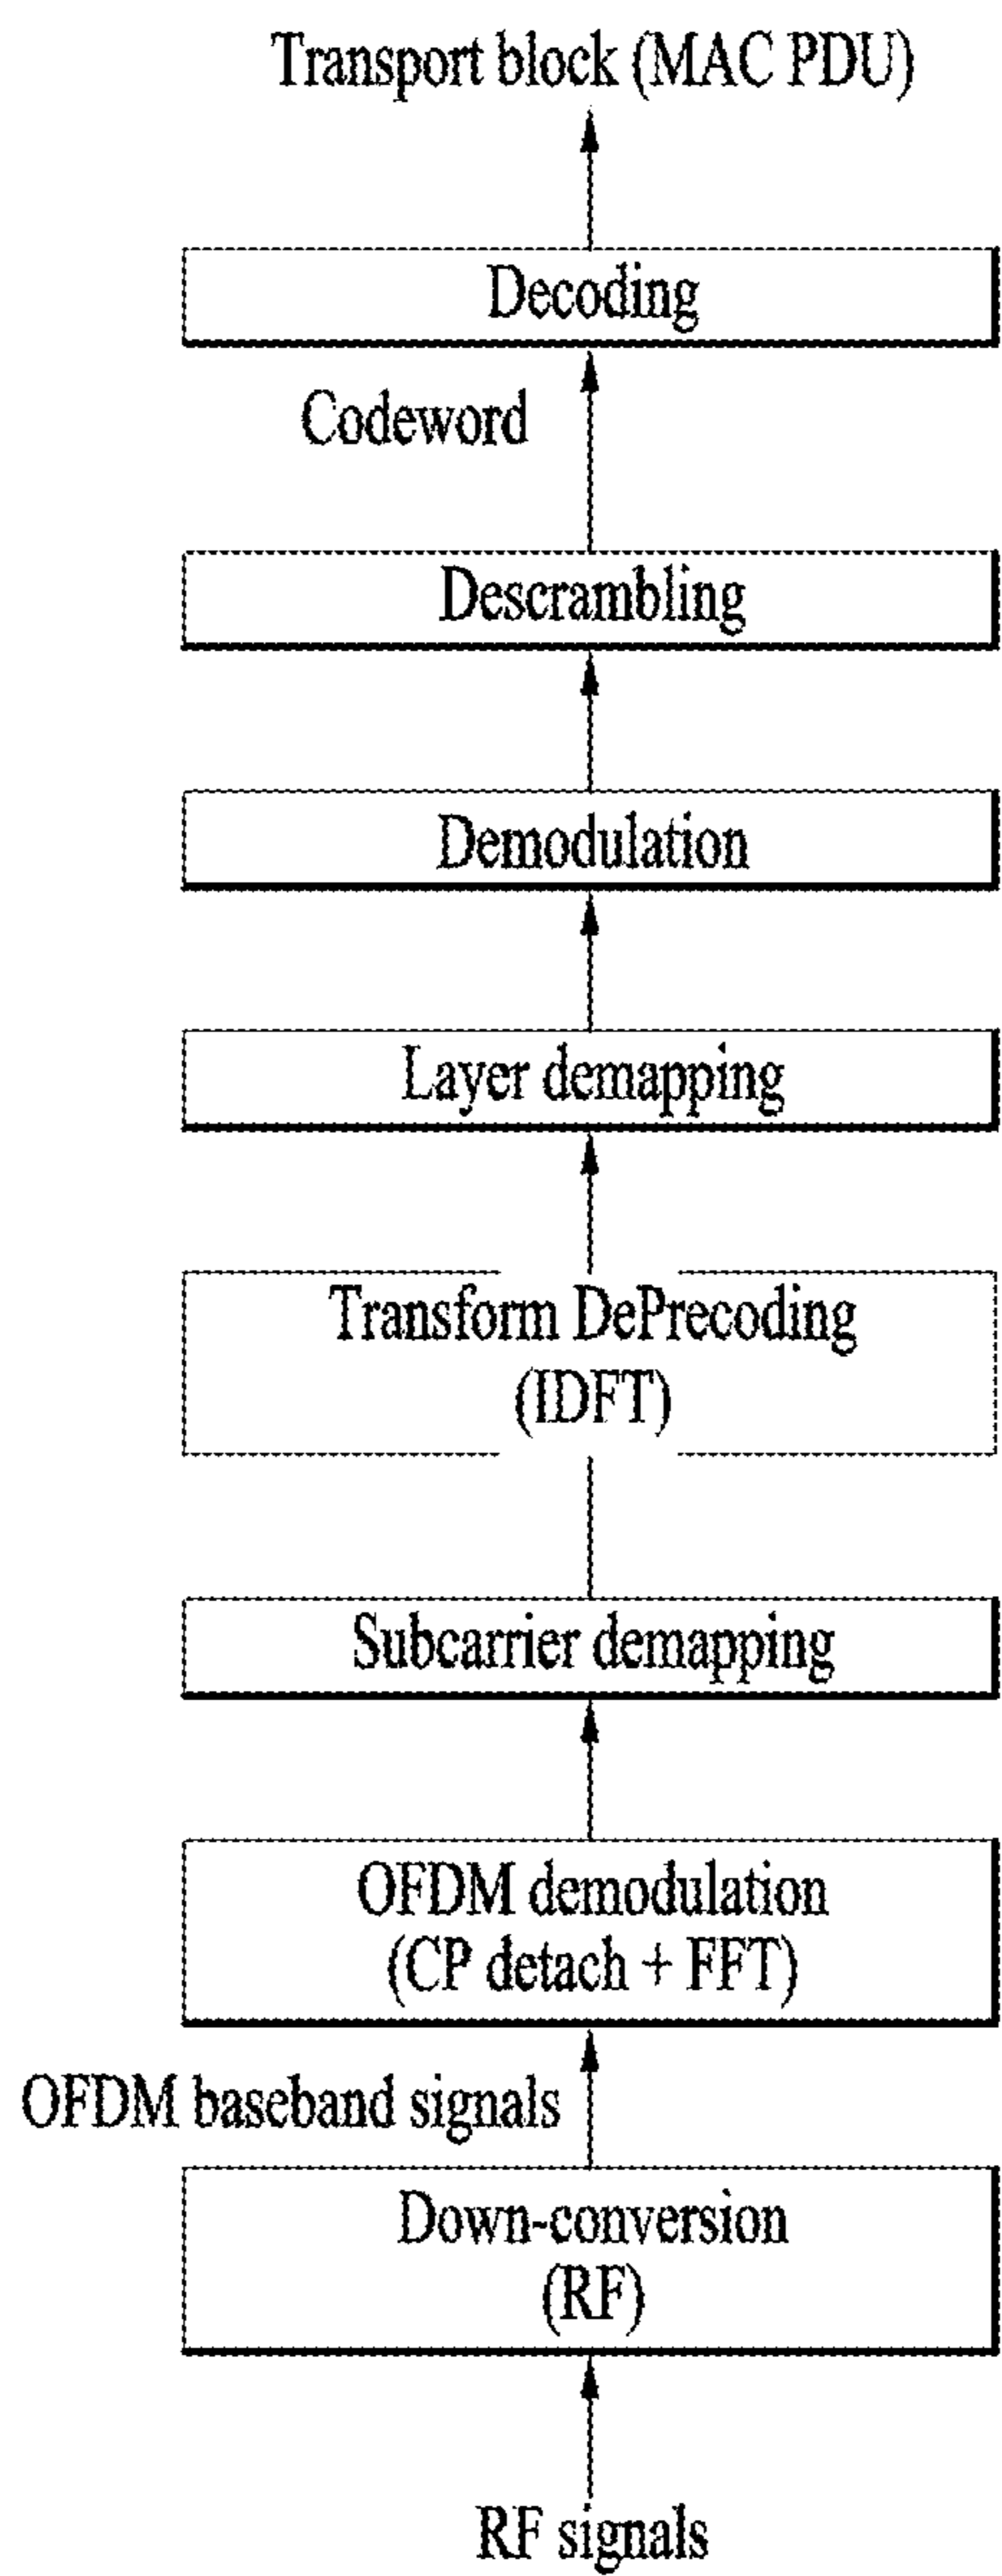 Transport block (MAC PDU)
Decoding
Codeword
Descrambling
Demodulation
Layer demapping
Transform DePrecoding
(IDFT)
Subcarrier demapping
OFDM demodulation
(CP detach + FFT)
OFDM baseband signals
Down-conversion
(RF)
RF signals